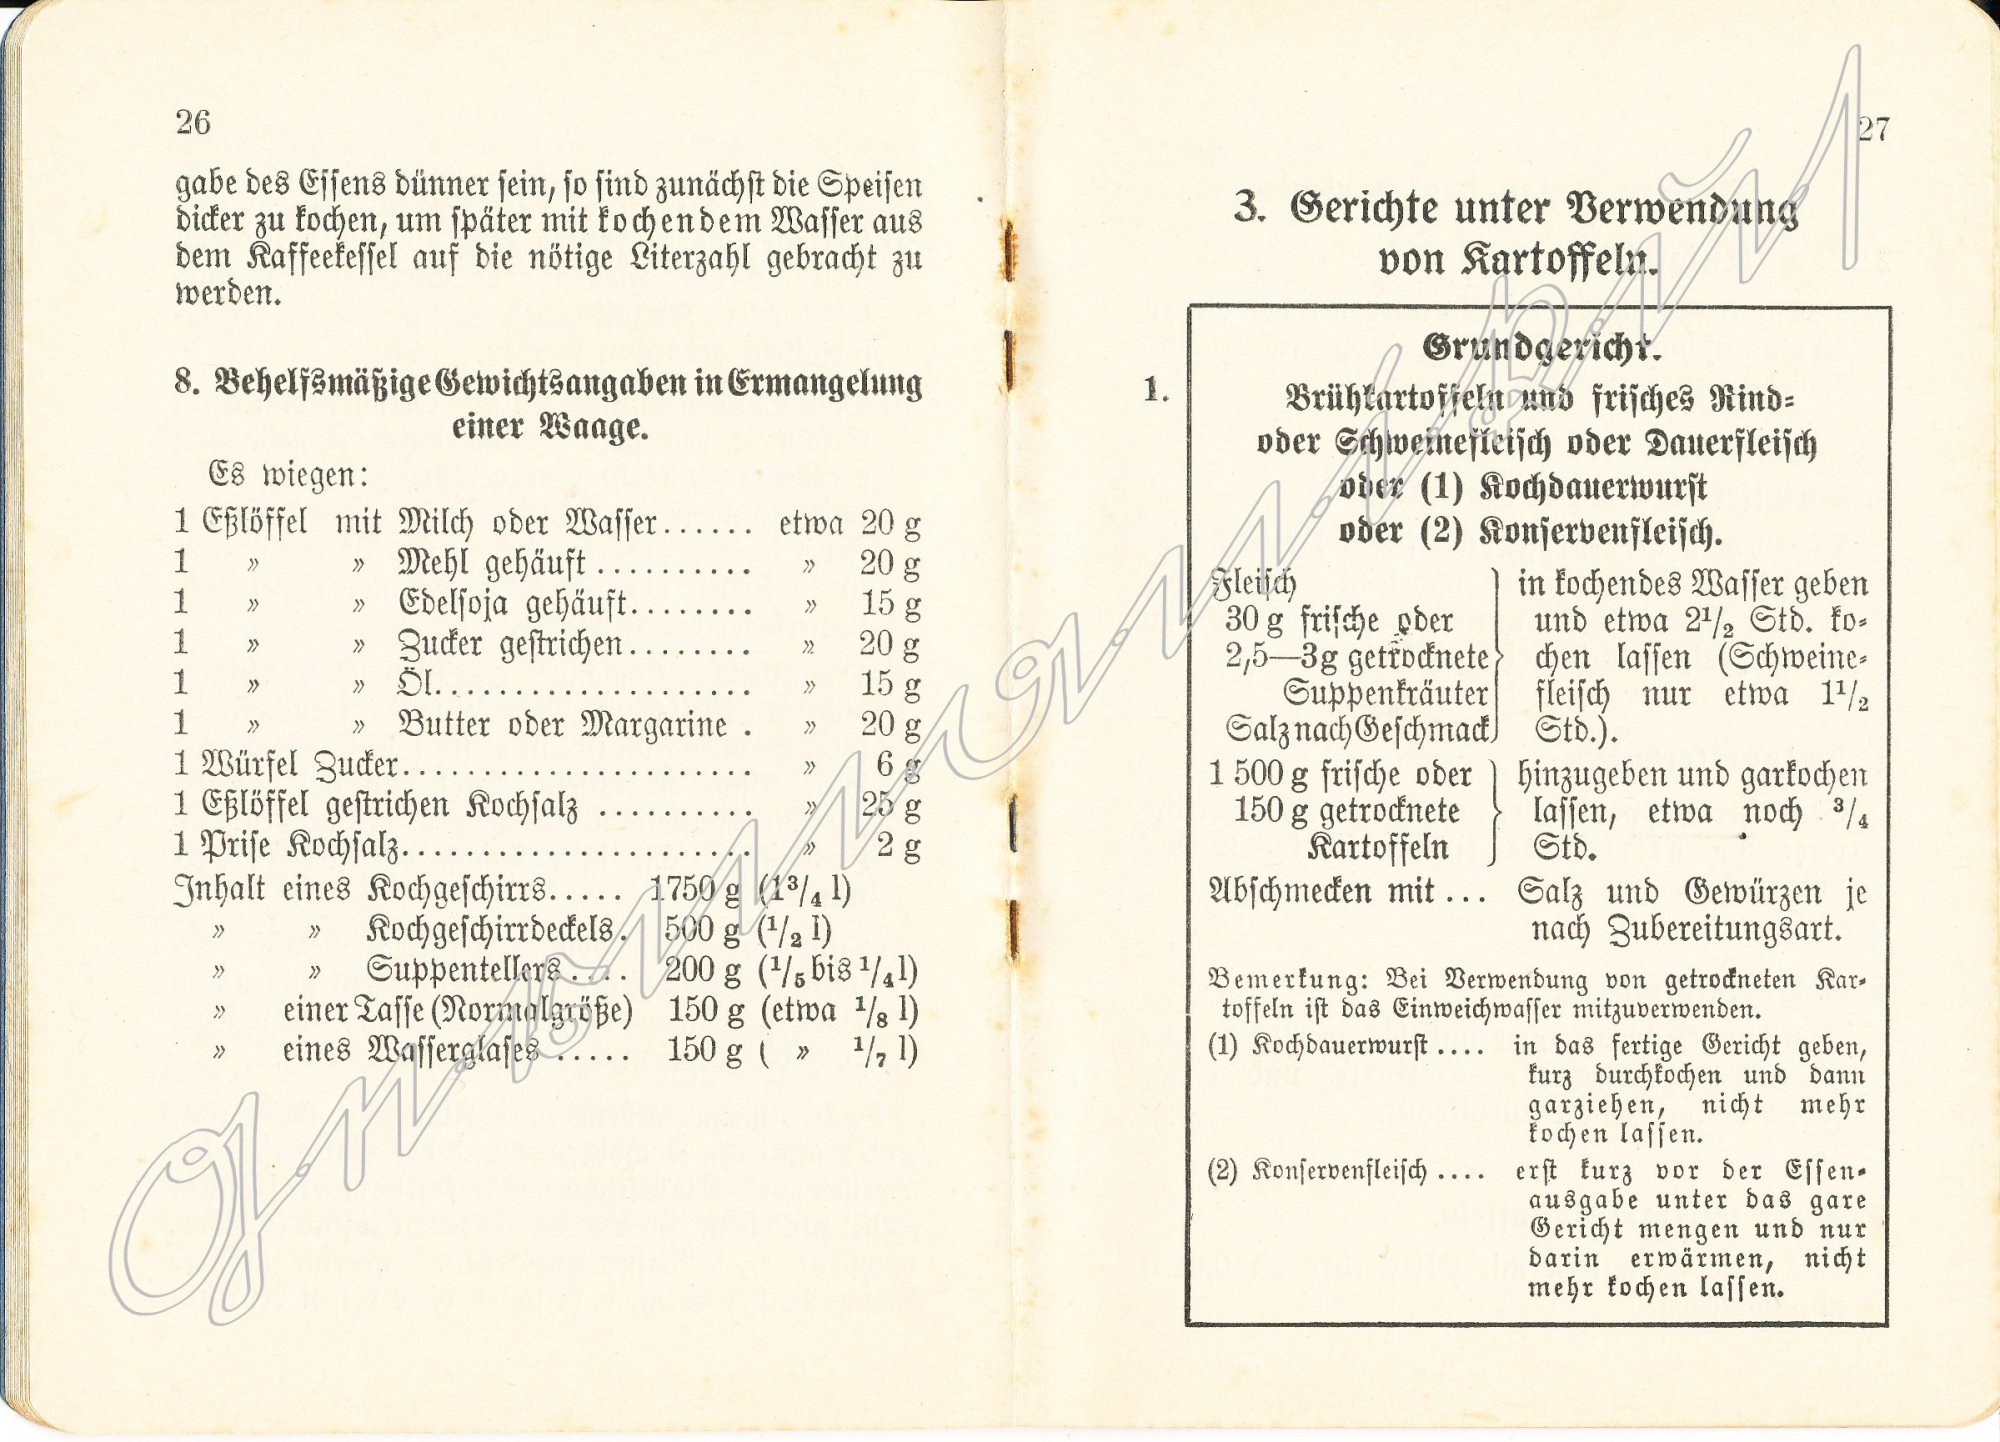 26
gabe des Essens dünner sein, so sind zunächst die Speisen
dicker zu kochen, um später mit kochendem Wasser aus
dem Kaffeekessel auf die nötige Literzahl gebracht zu
werden.
8. Behelfsmäßige Gewichtsangaben in Ermangelung
einer Waage.
Es wiegen:
1 Eßlöffel mit Milch oder Wasser...... etwa 20 g
1 » » Mehl gehäuft.......... » 20 g
1 » » Edelsoja gehäuft........ » 15 g
1 » » Zucker gestrichen........ » 20 g
1 » » Öl.................... » 15 g
1 » » Butter oder Margarine . » 20 g
1 Würfel Zucker...................... » 6 g
1 Eßlöffel gestrichen Kochsalz .......... » 25 g
1 Prise Kochsalz...................... » 2 g
Inhalt eines Kochgeschirrs..... 1750 g (1 3/4 l)
» » Kochgeschirrdeckels. 500 g (1/2 l)
» » Suppentellers.... 200 g (1/5 bis 1/4 l)
» einer Tasse (Normalgröße) 150 g (etwa 1/8 l)
» eines Wasserglases ..... 150 g ( » 1/7 l)
27
3. Gerichte unter Verwendung
von Kartoffeln.
Grundgericht.
1. Brühkartoffeln und frisches Rind-
oder Schweinefleisch oder Dauerfleisch
oder (1) Kochdauerwurst
oder (2) Konservenfleisch.
Fleisch in kochendes Wasser geben
30 g frische oder und etwa 2 1/2 Std. ko-
2,5—3 g getrocknete chen lassen (Schweine-
Suppenkräuter fleisch nur etwa 1 1/2
Salz nach Geschmack Std.).
1 500 g frische oder hinzugeben und garkochen
150 g getrocknete lassen, etwa noch 3/4
Kartoffeln Std.
Abschmecken mit ... Salz und Gewürzen je
nach Zubereitungsart.
Bemerkung: Bei Verwendung von getrockneten Kar-
toffeln ist das Einweichwasser mitzuverwenden.
(1) Kochdauerwurst .... in das fertige Gericht geben,
kurz durchkochen und dann
garziehen, nicht mehr
kochen lassen.
(2) Konservenfleisch .... erst kurz vor der Essen-
ausgabe unter das gare
Gericht mengen und nur
darin erwärmen, nicht
mehr kochen lassen.